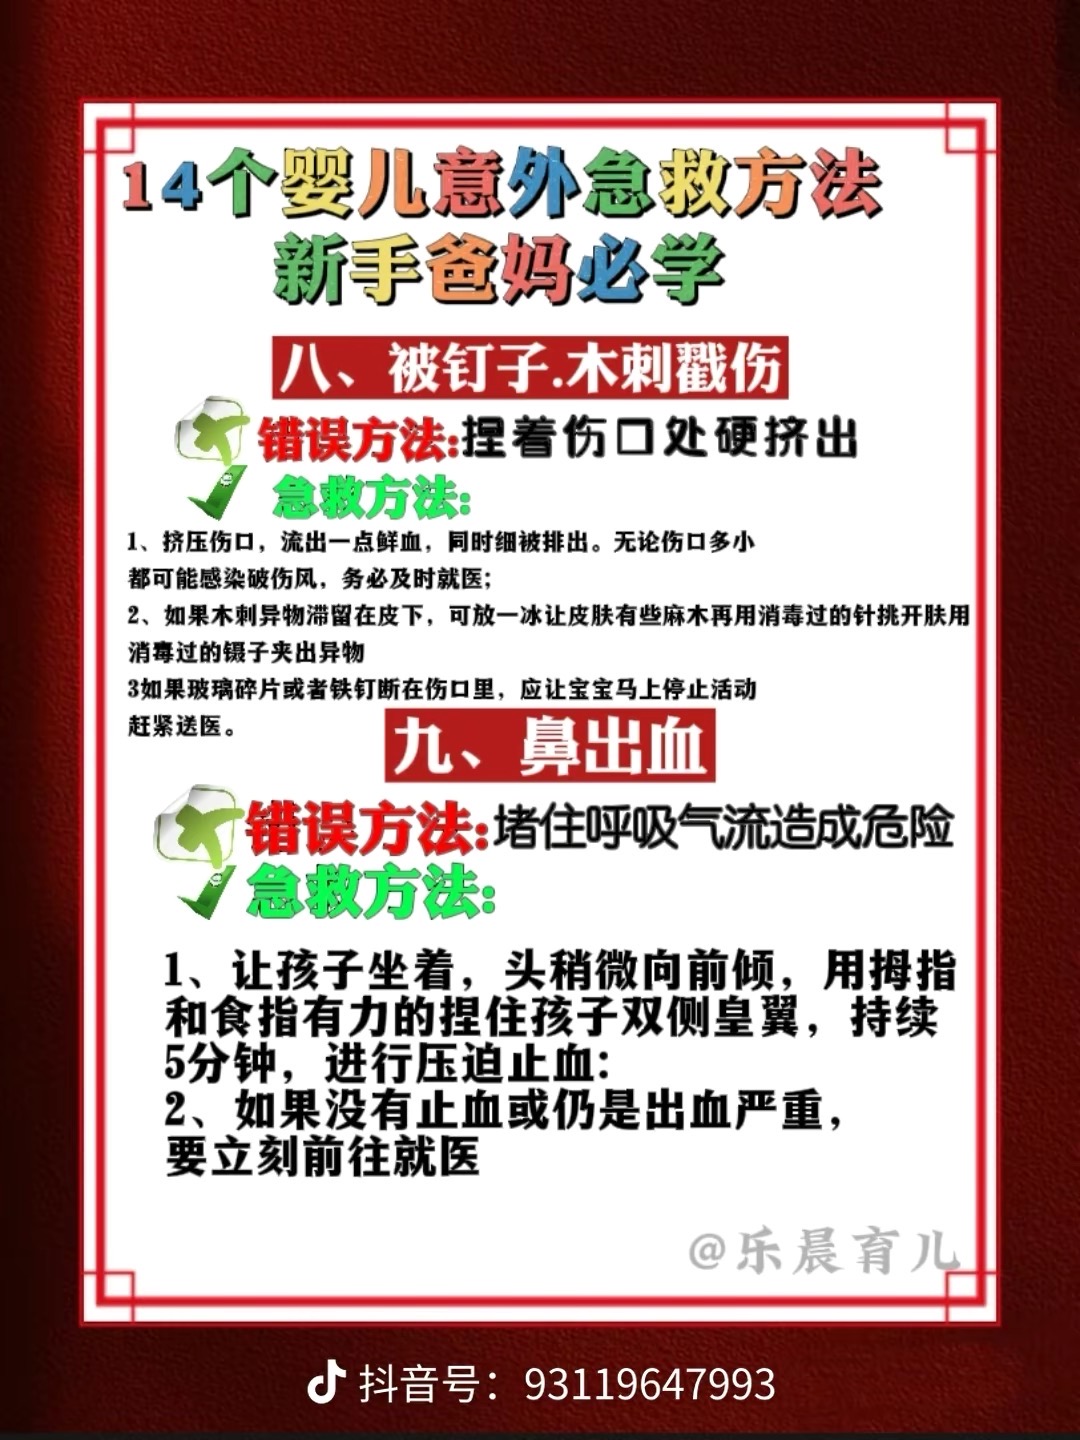 14个婴儿意外急救方法
新手爸妈必学
八、被钉子.木刺戳伤
错误方法:捏着伤口处硬挤出
急救方法:
1、挤压伤口，流出一点鲜血，同时细被排出。无论伤口多小
都可能感染破伤风，务必及时就医;
2、如果木刺异物滞留在皮下，可放一冰让皮肤有些麻木再用消毒过的针挑开肤用
消毒过的镊子夹出异物
3如果玻璃碎片或者铁钉断在伤口里，应让宝宝马上停止活动
赶紧送医。
九、鼻出血
错误方法:堵住呼吸气流造成危险
急救方法:
1、让孩子坐着，头稍微向前倾，用拇指
和食指有力的捏住孩子双侧皇翼，持续
5分钟，进行压迫止血:
2、如果没有止血或仍是出血严重，
要立刻前往就医
@乐晨育儿
抖音号：93119647993